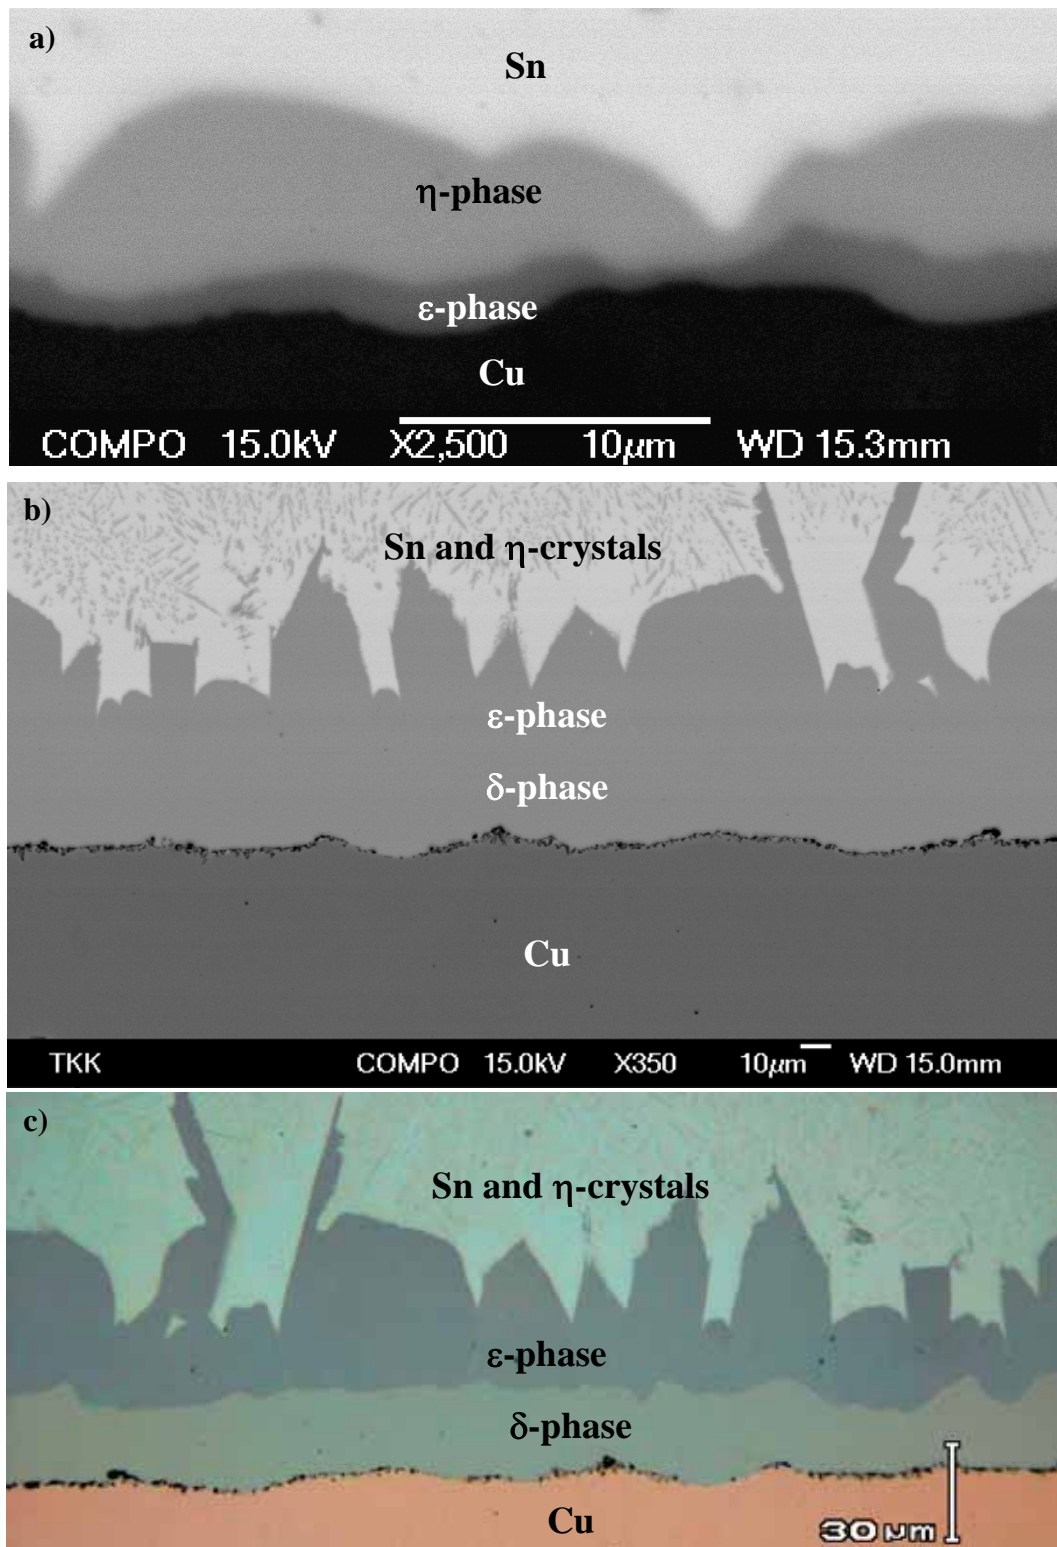 a)
Sn
η-phase
ε-phase
Cu
COMPO 15.0kV X2,500 10μm WD 15.3mm
b)
Sn and η-crystals
ε-phase
δ-phase
Cu
TKK COMPO 15.0kV X350 10μm WD 15.0mm
c)
Sn and η-crystals
ε-phase
δ-phase
Cu
30 μm